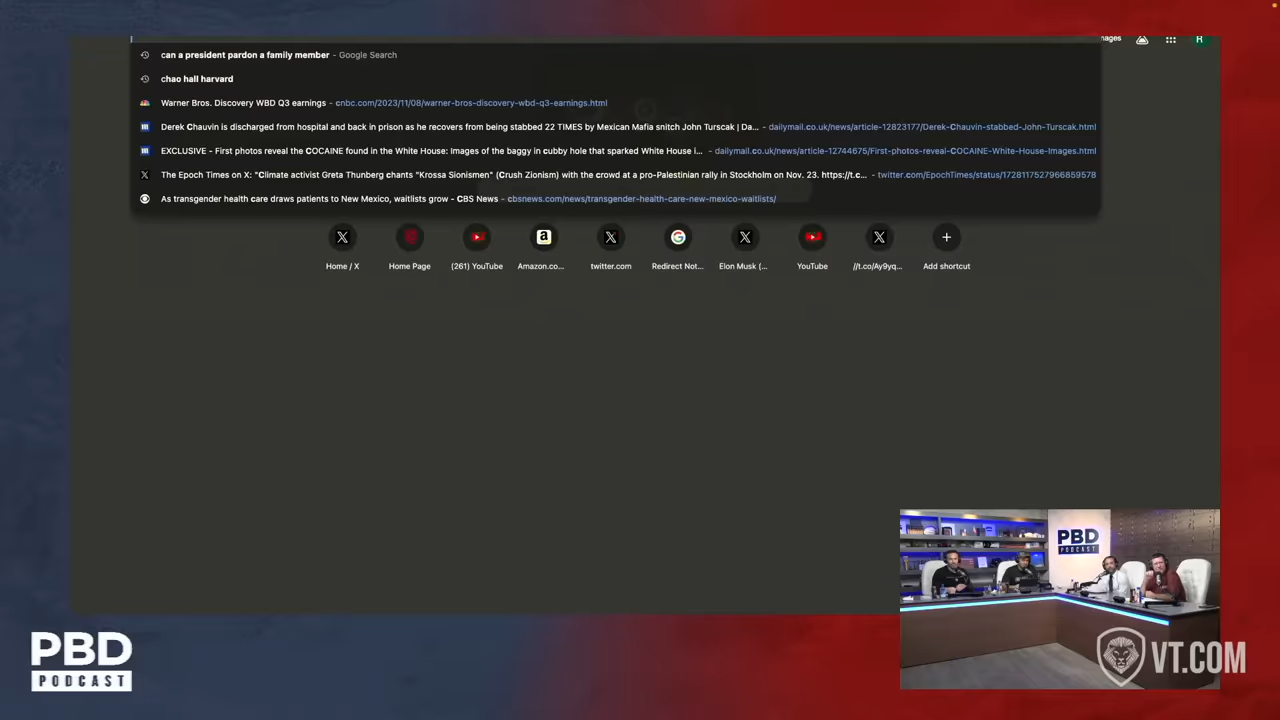 ages
R
can a president pardon a family member - Google Search
chao hall harvard
Warner Bros. Discovery WBD Q3 earnings - cnbc.com/2023/11/08/warner-bros-discovery-wbd-q3-earnings.html
Derek Chauvin is discharged from hospital and back in prison as he recovers from being stabbed 22 TIMES by Mexican Mafia snitch John Turscak | Da... - dailymail.co.uk/news/article-12823177/Derek-Chauvin-stabbed-John-Turscak.html
EXCLUSIVE - First photos reveal the COCAINE found in the White House: Images of the baggy in cubby hole that sparked White House i... - dailymail.co.uk/news/article-12744675/First-photos-reveal-COCAINE-White-House-Images.html
The Epoch Times on X: "Climate activist Greta Thunberg chants "Krossa Sionismen" (Crush Zionism) with the crowd at a pro-Palestinian rally in Stockholm on Nov. 23. https://t.c... - twitter.com/EpochTimes/status/1728117527966859578
As transgender health care draws patients to New Mexico, waitlists grow - CBS News - cbsnews.com/news/transgender-health-care-new-mexico-waitlists/
Home / X Home Page (261) YouTube Amazon.co... twitter.com Redirect Not... Elon Musk (... YouTube //t.co/Ay9yq... Add shortcut
PBD
PODCAST
PBD
PODCAST
VT.COM